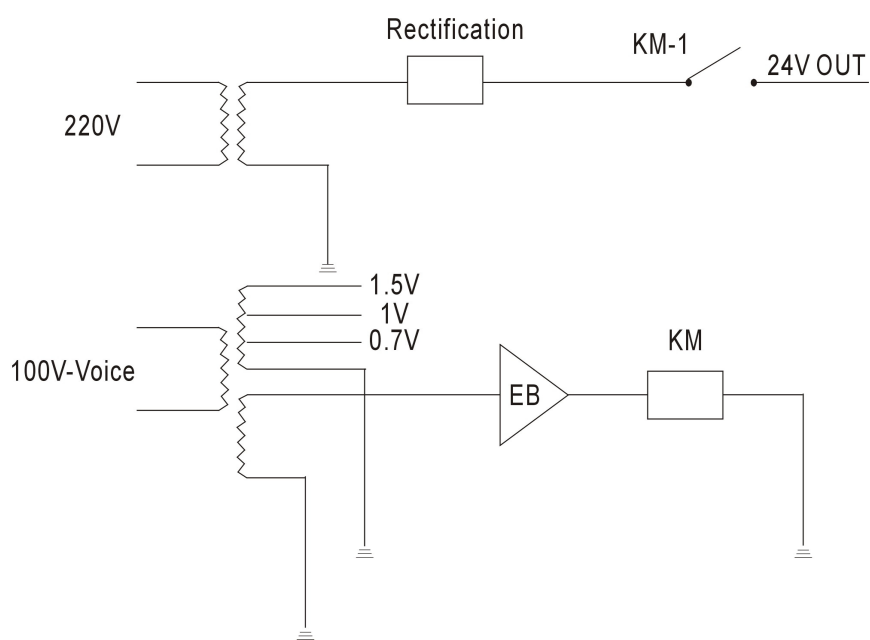 Rectification
KM-1
24V OUT
220V
1.5V
1V
0.7V
100V-Voice
KM
EB